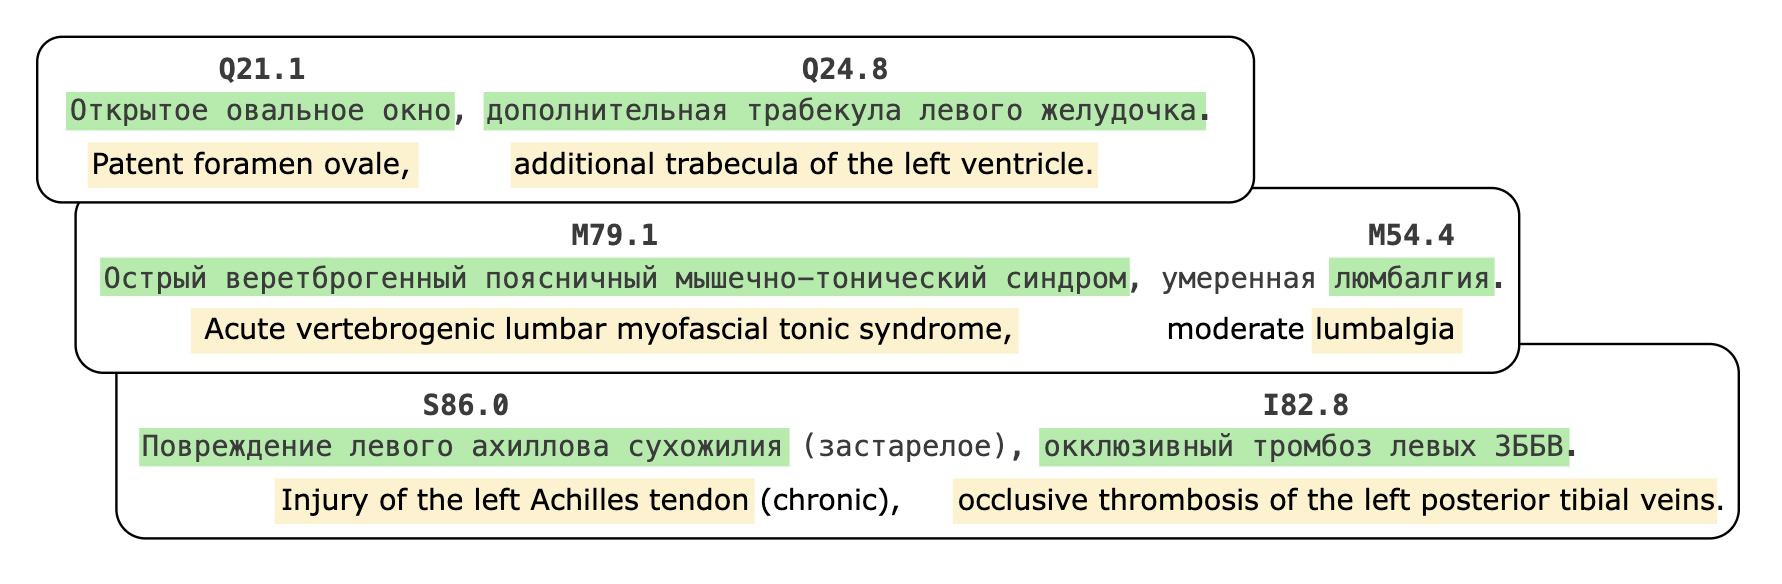 Q21.1 Q24.8
Открытое овальное окно, дополнительная трабекула левого желудочка.
Patent foramen ovale, additional trabecula of the left ventricle.
M79.1 M54.4
Острый веретброгенный поясничный мышечно-тонический синдром, умеренная люмбалгия.
Acute vertebrogenic lumbar myofascial tonic syndrome, moderate lumbalgia
S86.0 I82.8
Повреждение левого ахиллова сухожилия (застарелое), окклюзивный тромбоз левых ЗББВ.
Injury of the left Achilles tendon (chronic), occlusive thrombosis of the left posterior tibial veins.